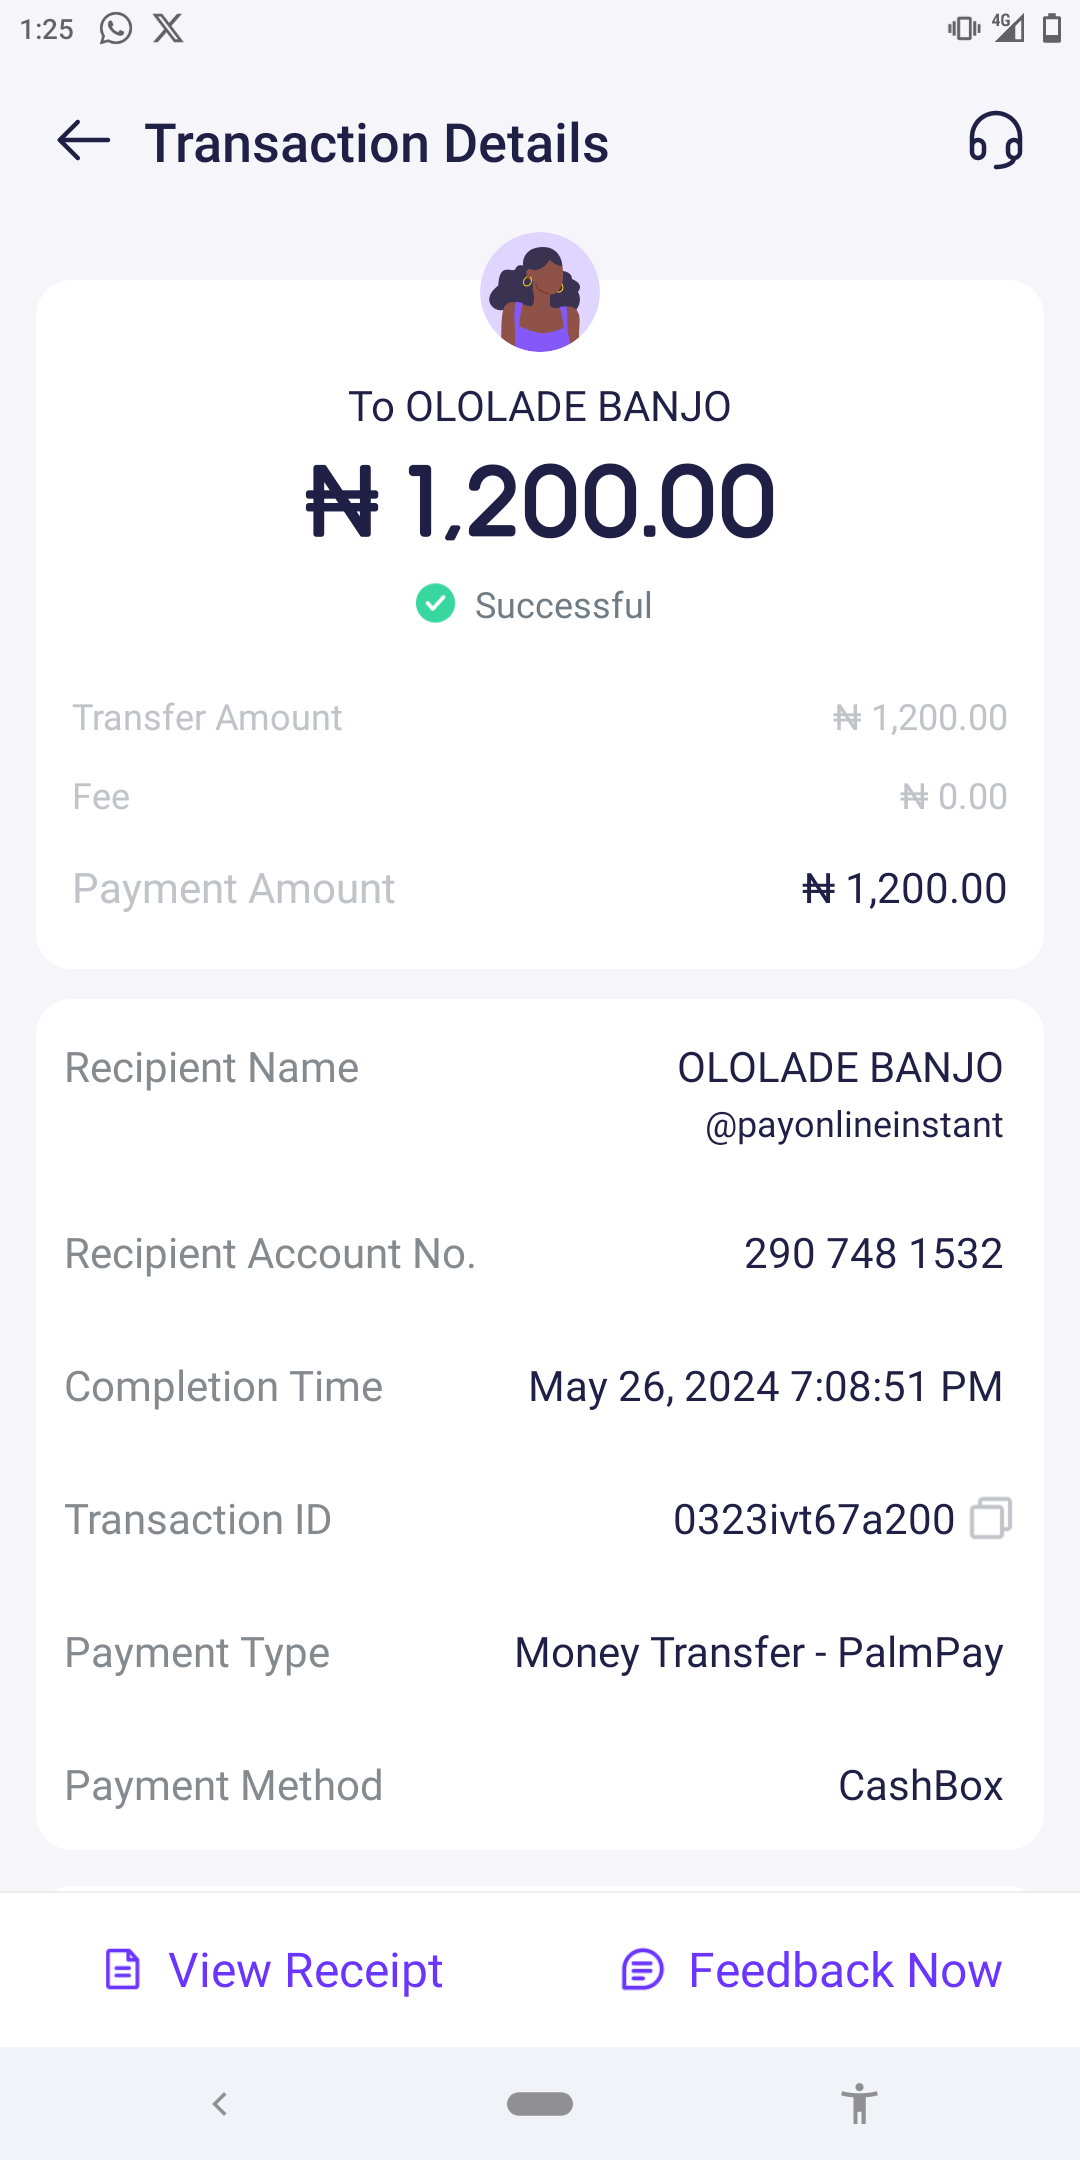 1:25
4G
Transaction Details
To OLOLADE BANJO
₦ 1,200.00
Successful
Transfer Amount ₦ 1,200.00
Fee ₦ 0.00
Payment Amount ₦ 1,200.00
Recipient Name OLOLADE BANJO
@payonlineinstant
Recipient Account No. 290 748 1532
Completion Time May 26, 2024 7:08:51 PM
Transaction ID 0323ivt67a200
Payment Type Money Transfer - PalmPay
Payment Method CashBox
View Receipt Feedback Now